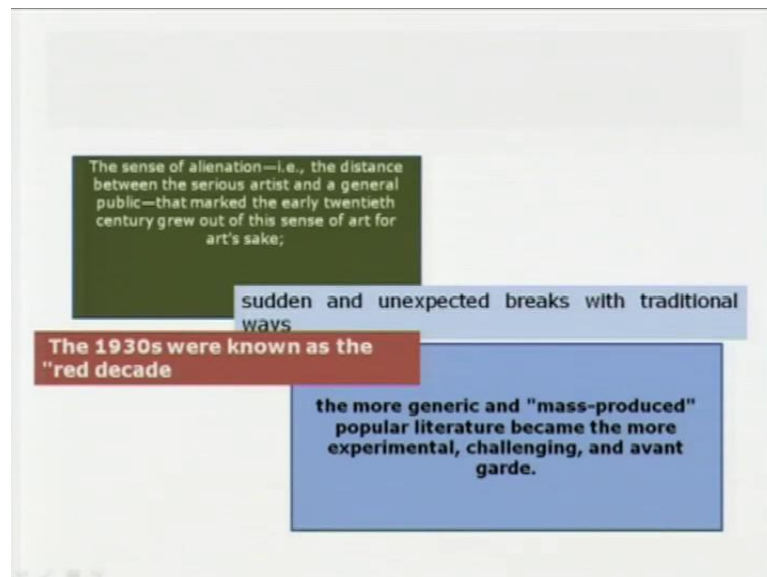 The sense of alienation—i.e., the distance
between the serious artist and a general
public—that marked the early twentieth
century grew out of this sense of art for
art's sake;
sudden and unexpected breaks with traditional
ways
The 1930s were known as the
"red decade
the more generic and "mass-produced"
popular literature became the more
experimental, challenging, and avant
garde.